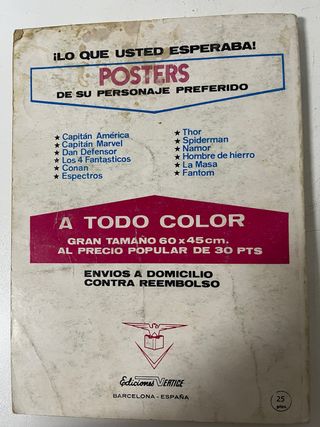 ¡LO QUE USTED ESPERABA!
POSTERS
DE SU PERSONAJE PREFERIDO
★ Capitán América
★ Capitán Marvel
★ Dan Defensor
★ Los 4 Fantasticos
★ Conan
★ Espectros
★ Thor
★ Spiderman
★ Namor
★ Hombre de hierro
★ La Masa
★ Fantom
A TODO COLOR
GRAN TAMAÑO 60 x 45 cm.
AL PRECIO POPULAR DE 30 PTS
ENVIOS A DOMICILIO
CONTRA REEMBOLSO
Ediciones VERTICE
BARCELONA - ESPAÑA
25
ptas.